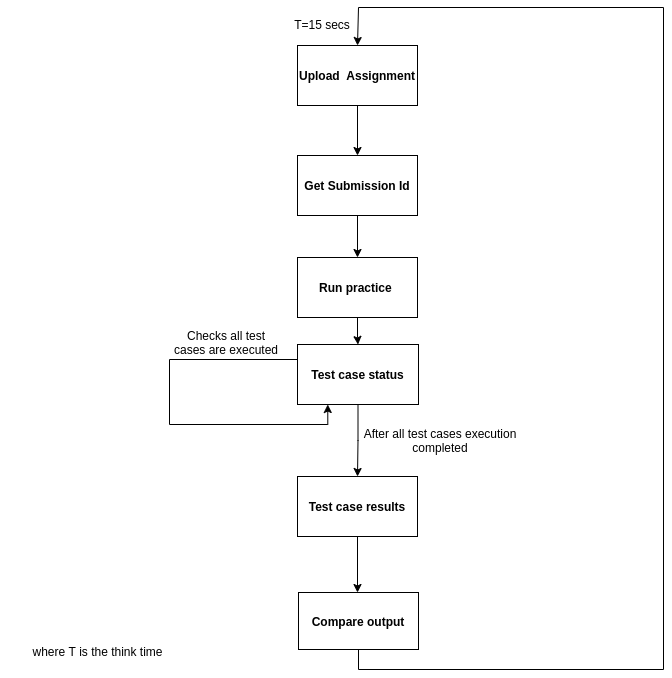 T=15 secs
Upload  Assignment
Get Submission Id
Run practice
Checks all test
cases are executed
Test case status
After all test cases execution
completed
Test case results
Compare output
where T is the think time